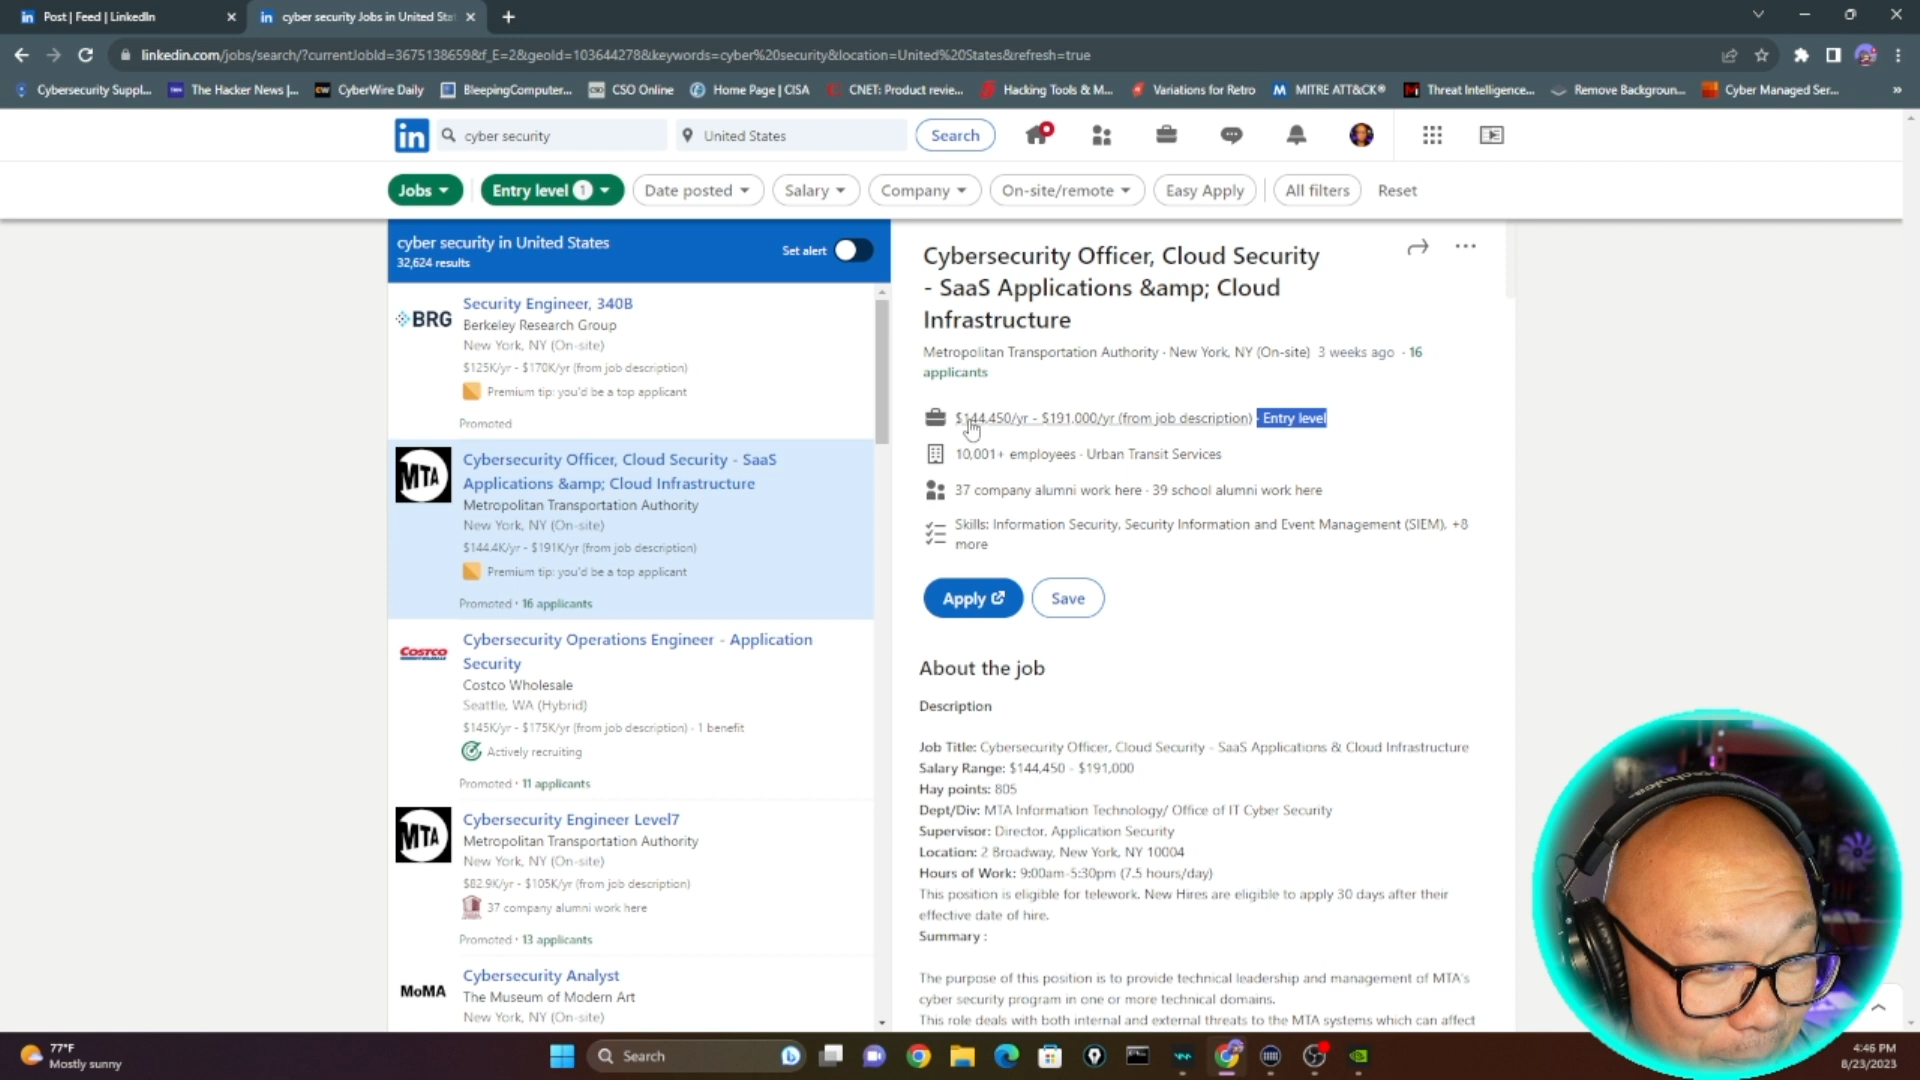 Post | Feed | LinkedIn
cyber security Jobs in United Sta
linkedin.com/jobs/search/?currentJobId=3675138659&f_E=2&geoId=103644278&keywords=cyber%20security&location=United%20States&refresh=true
Cybersecurity Suppl...
The Hacker News |...
CyberWire Daily
BleepingComputer...
CSO Online
Home Page | CISA
CNET: Product revie...
Hacking Tools & M...
Variations for Retro
MITRE ATT&CK®
Threat Intelligence...
Remove Backgroun...
Cyber Managed Ser...
»
in
cyber security
United States
Search
Jobs
Entry level 1
Date posted
Salary
Company
On-site/remote
Easy Apply
All filters
Reset
cyber security in United States
32,624 results
Set alert
BRG
Security Engineer, 340B
Berkeley Research Group
New York, NY (On-site)
$125K/yr - $170K/yr (from job description)
Premium tip: you'd be a top applicant
Promoted
MTA
Cybersecurity Officer, Cloud Security - SaaS
Applications &amp; Cloud Infrastructure
Metropolitan Transportation Authority
New York, NY (On-site)
$144.4K/yr - $191K/yr (from job description)
Premium tip: you'd be a top applicant
Promoted · 16 applicants
Costco
Cybersecurity Operations Engineer - Application
Security
Costco Wholesale
Seattle, WA (Hybrid)
$145K/yr - $175K/yr (from job description) · 1 benefit
Actively recruiting
Promoted · 11 applicants
MTA
Cybersecurity Engineer Level7
Metropolitan Transportation Authority
New York, NY (On-site)
$82.9K/yr - $105K/yr (from job description)
37 company alumni work here
Promoted · 13 applicants
MoMA
Cybersecurity Analyst
The Museum of Modern Art
New York, NY (On-site)
Cybersecurity Officer, Cloud Security
- SaaS Applications &amp; Cloud
Infrastructure
Metropolitan Transportation Authority · New York, NY (On-site) 3 weeks ago · 16
applicants
$144,450/yr - $191,000/yr (from job description) · Entry level
10,001+ employees · Urban Transit Services
37 company alumni work here · 39 school alumni work here
Skills: Information Security, Security Information and Event Management (SIEM), +8
more
Apply
Save
About the job
Description
Job Title: Cybersecurity Officer, Cloud Security - SaaS Applications & Cloud Infrastructure
Salary Range: $144,450 - $191,000
Hay points: 805
Dept/Div: MTA Information Technology/ Office of IT Cyber Security
Supervisor: Director, Application Security
Location: 2 Broadway, New York, NY 10004
Hours of Work: 9:00am-5:30pm (7.5 hours/day)
This position is eligible for telework. New Hires are eligible to apply 30 days after their
effective date of hire.
Summary :
The purpose of this position is to provide technical leadership and management of MTA's
cyber security program in one or more technical domains.
This role deals with both internal and external threats to the MTA systems which can affect
77°F
Mostly sunny
Search
4:46 PM
8/23/2023